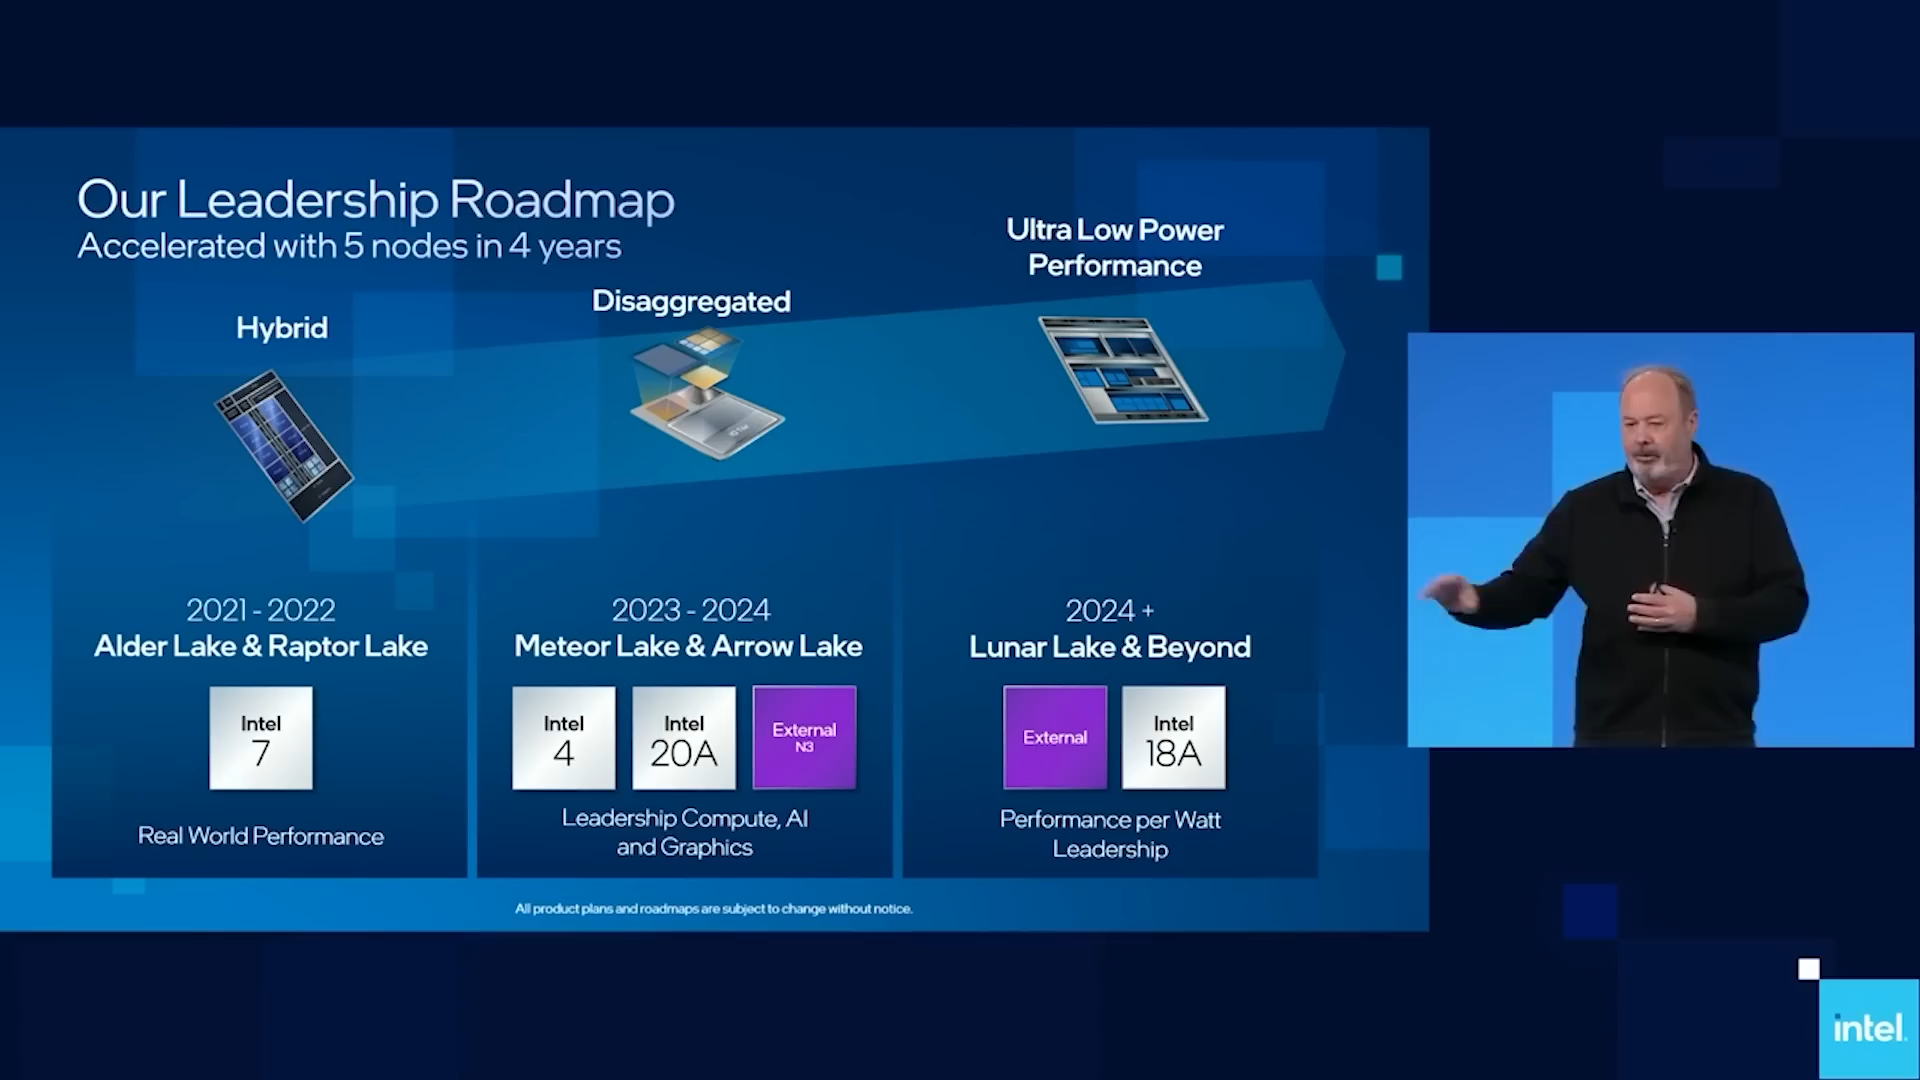 Our Leadership Roadmap
Accelerated with 5 nodes in 4 years
Hybrid
Disaggregated
Ultra Low Power
Performance
2021 - 2022
Alder Lake & Raptor Lake
Intel
7
Real World Performance
2023 - 2024
Meteor Lake & Arrow Lake
Intel
4
Intel
20A
External
N3
Leadership Compute, AI
and Graphics
2024 +
Lunar Lake & Beyond
External
Intel
18A
Performance per Watt
Leadership
All product plans and roadmaps are subject to change without notice.
intel.